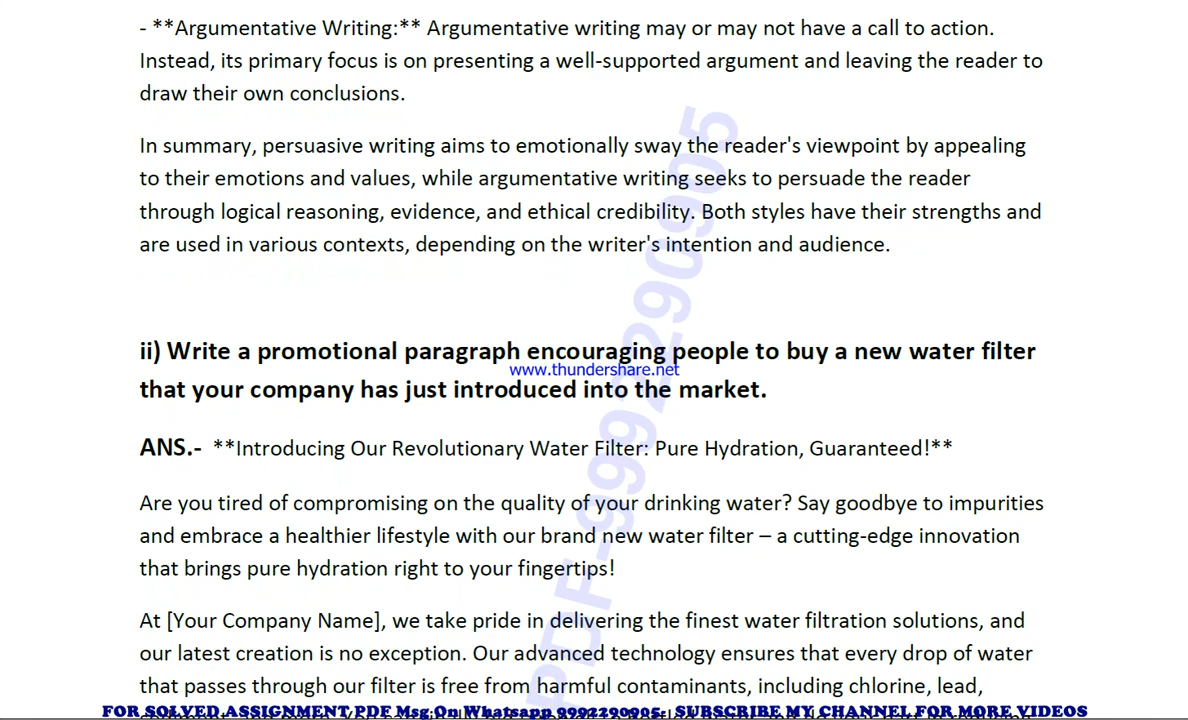 - **Argumentative Writing:** Argumentative writing may or may not have a call to action.
Instead, its primary focus is on presenting a well-supported argument and leaving the reader to
draw their own conclusions.
In summary, persuasive writing aims to emotionally sway the reader's viewpoint by appealing
to their emotions and values, while argumentative writing seeks to persuade the reader
through logical reasoning, evidence, and ethical credibility. Both styles have their strengths and
are used in various contexts, depending on the writer's intention and audience.
ii) Write a promotional paragraph encouraging people to buy a new water filter
www.thundershare.net
that your company has just introduced into the market.
ANS.- **Introducing Our Revolutionary Water Filter: Pure Hydration, Guaranteed!**
Are you tired of compromising on the quality of your drinking water? Say goodbye to impurities
and embrace a healthier lifestyle with our brand new water filter – a cutting-edge innovation
that brings pure hydration right to your fingertips!
At [Your Company Name], we take pride in delivering the finest water filtration solutions, and
our latest creation is no exception. Our advanced technology ensures that every drop of water
that passes through our filter is free from harmful contaminants, including chlorine, lead,
PDF-9992290905
FOR SOLVED ASSIGNMENT PDF Msg On Whatsapp 9992290905 | SUBSCRIBE MY CHANNEL FOR MORE VIDEOS